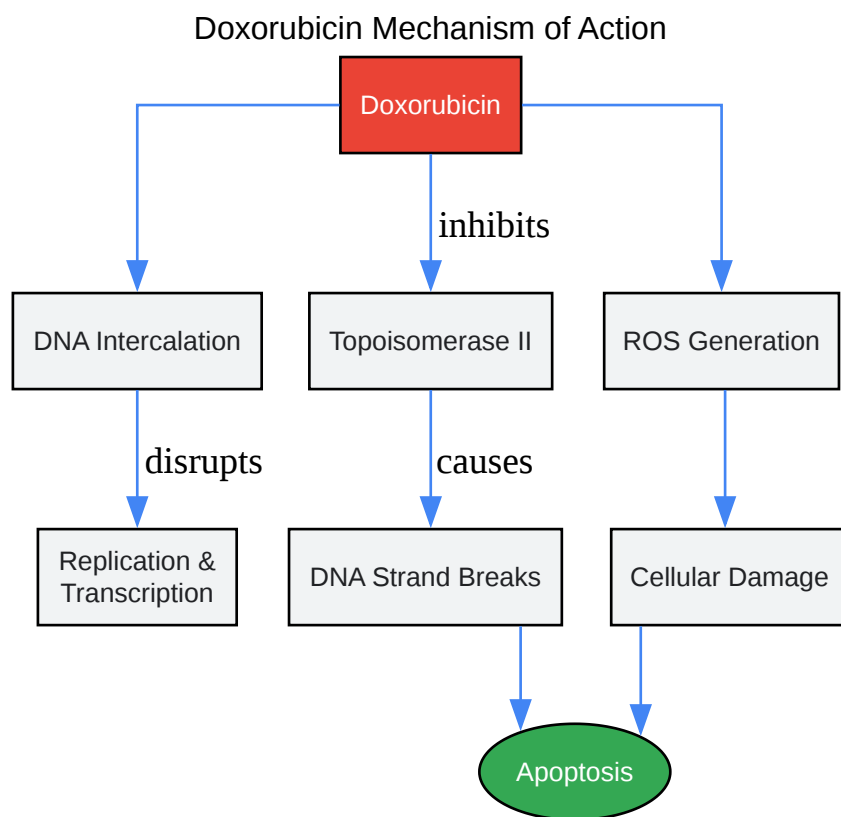 Doxorubicin Mechanism of Action
Doxorubicin
inhibits
DNA Intercalation
Topoisomerase II
ROS Generation
disrupts
causes
Replication &
Transcription
DNA Strand Breaks
Cellular Damage
Apoptosis